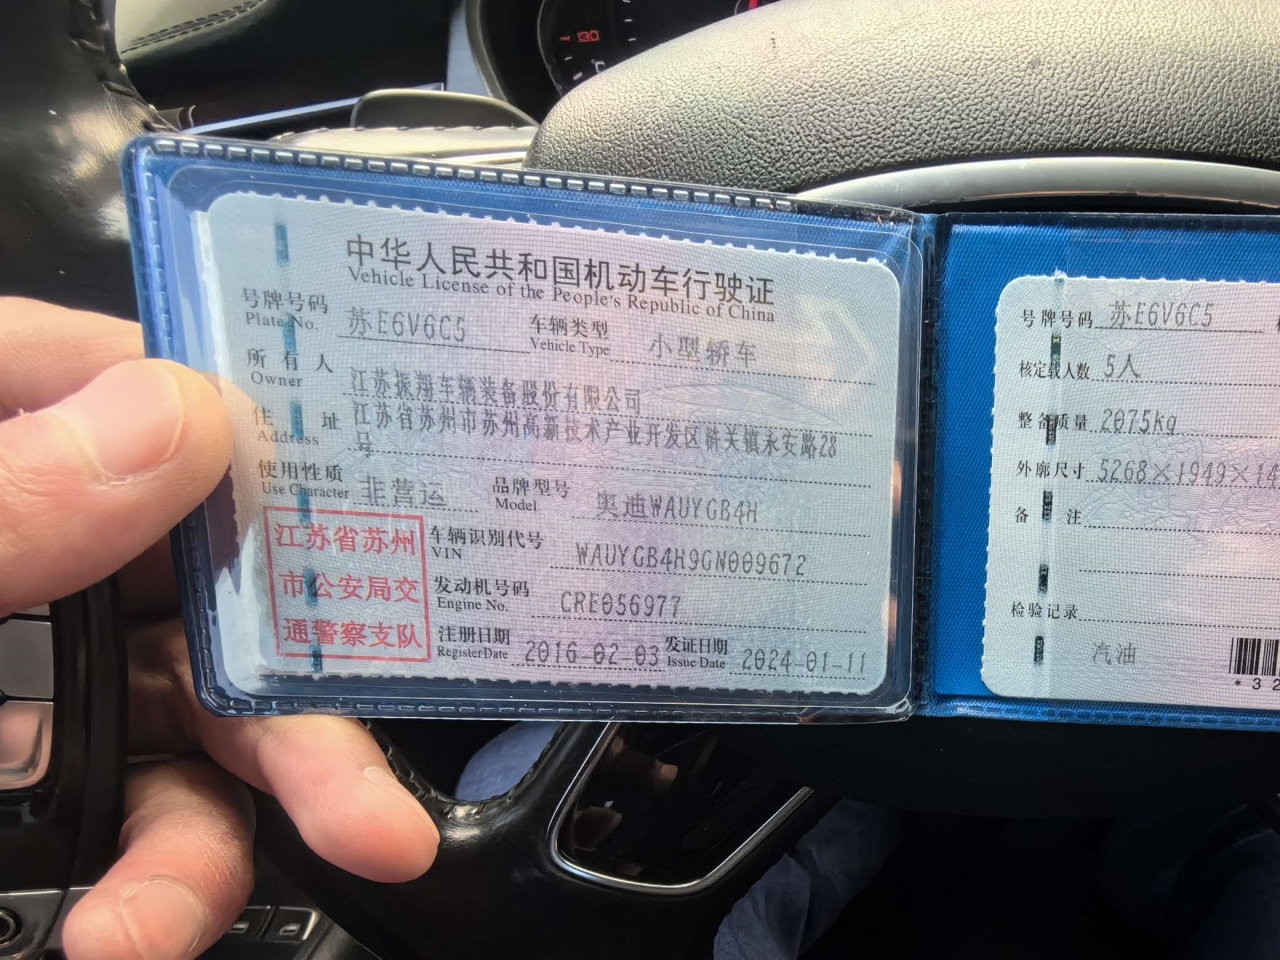 130
中华人民共和国机动车行驶证
Vehicle License of the People's Republic of China
号牌号码 苏E6V6C5 车辆类型 小型轿车
Plate No. Vehicle Type
所有人 江苏振翔车辆装备股份有限公司
Owner
住址 江苏省苏州市苏州高新技术产业开发区浒关镇永安路28
Address 号
使用性质 非营运 品牌型号 奥迪WAUYGB4H
Use Character Model
江苏省苏州
市公安局交
通警察支队
车辆识别代号 WAUYGB4H9GN009672
VIN
发动机号码 CRE056977
Engine No.
注册日期 2016-02-03 发证日期 2024-01-11
Register Date Issue Date
号牌号码 苏E6V6C5
核定载人数 5人
整备质量 2075kg
外廓尺寸 5268×1949×14
备注
检验记录
汽油
*32